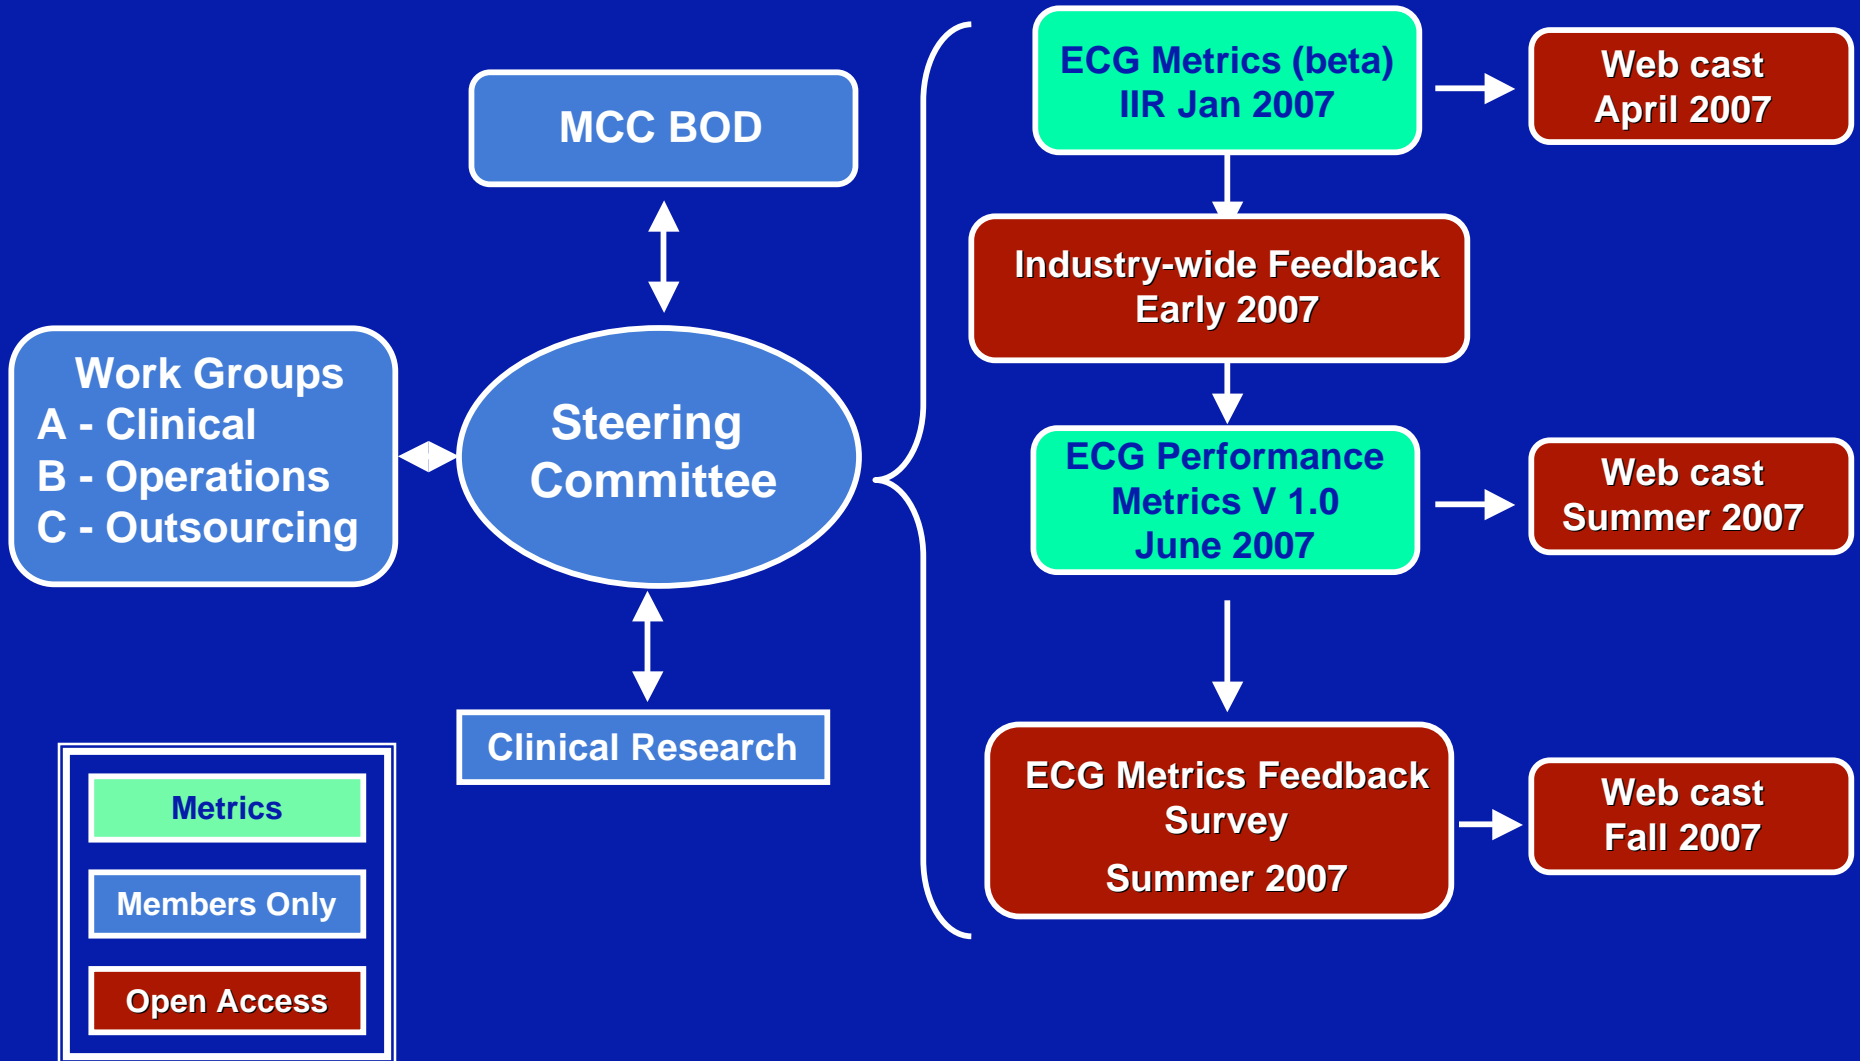 MCC BOD
Work Groups
A - Clinical
B - Operations
C - Outsourcing
Steering
Committee
Clinical Research
Metrics
Members Only
Open Access
ECG Metrics (beta)
IIR Jan 2007
Web cast
April 2007
Industry-wide Feedback
Early 2007
ECG Performance
Metrics V 1.0
June 2007
Web cast
Summer 2007
ECG Metrics Feedback
Survey
Summer 2007
Web cast
Fall 2007